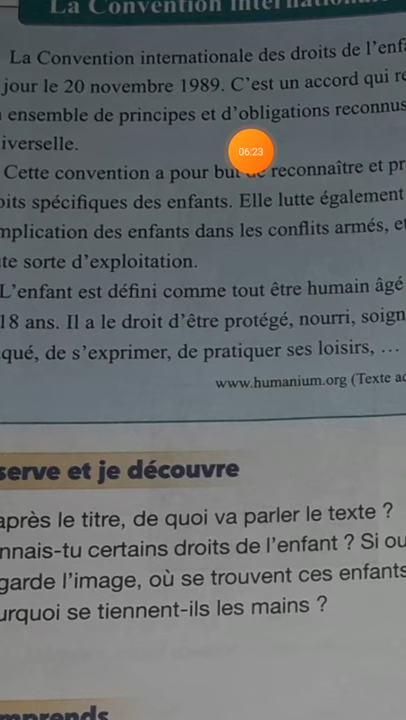 La Convention internationa
La Convention internationale des droits de l'enfa
jour le 20 novembre 1989. C'est un accord qui re
ensemble de principes et d'obligations reconnus
iverselle.
06:23
Cette convention a pour but de reconnaître et pr
oits spécifiques des enfants. Elle lutte également
mplication des enfants dans les conflits armés, et
te sorte d'exploitation.
L'enfant est défini comme tout être humain âgé
18 ans. Il a le droit d'être protégé, nourri, soign
qué, de s'exprimer, de pratiquer ses loisirs, ...
www.humanium.org (Texte ad
serve et je découvre
après le titre, de quoi va parler le texte ?
nnais-tu certains droits de l'enfant ? Si ou
garde l'image, où se trouvent ces enfants
urquoi se tiennent-ils les mains ?
mprends